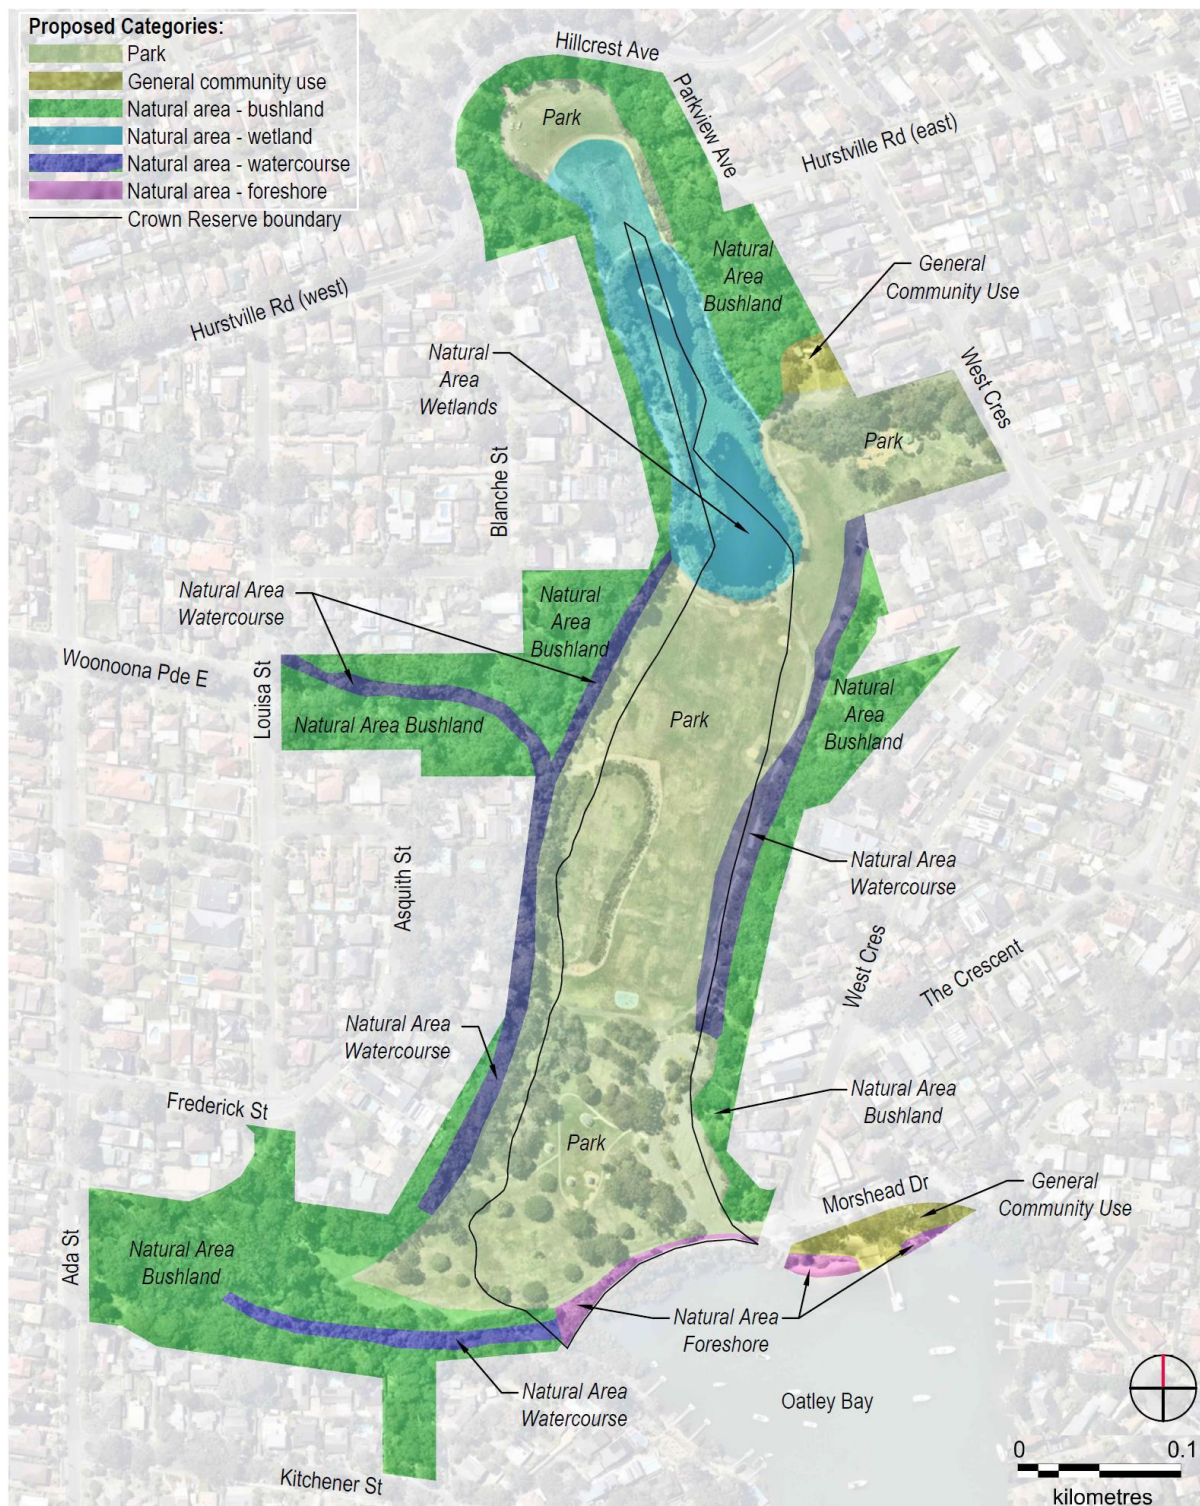 Proposed Categories:
Park
General community use
Natural area - bushland
Natural area - wetland
Natural area - watercourse
Natural area - foreshore
Crown Reserve boundary
Hillcrest Ave
Parkview Ave
Hurstville Rd (east)
Park
Natural
Area
Bushland
General
Community Use
Hurstville Rd (west)
Natural
Area
Wetlands
West Cres
Park
Blanche St
Natural Area
Watercourse
Natural
Area
Bushland
Woonoona Pde E
Louisa St
Natural Area Bushland
Park
Natural
Area
Bushland
Asquith St
Natural Area
Watercourse
West Cres
The Crescent
Natural Area
Watercourse
Frederick St
Natural Area
Bushland
Park
Morshead Dr
General
Community Use
Ada St
Natural Area
Bushland
Natural Area
Foreshore
Natural Area
Watercourse
Oatley Bay
Kitchener St
0 0.1
kilometres